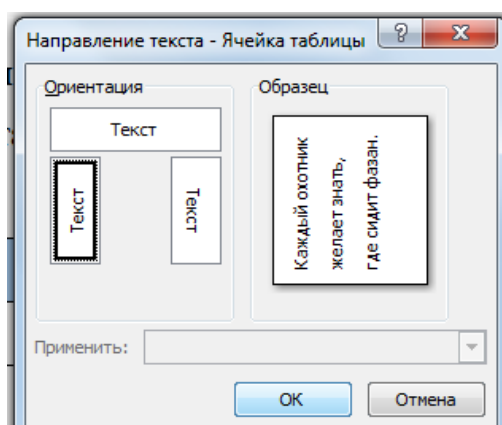 Направление текста - Ячейка таблицы
Ориентация
Образец
Текст
Текст
Текст
Каждый охотник
желает знать,
где сидит фазан.
Применить:
ОК
Отмена